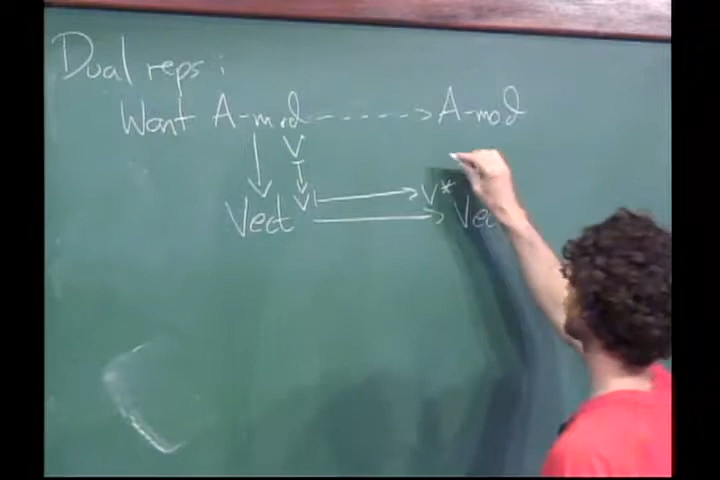 Dual reps:
Want A-mod ----> A-mod
V
V ↦ V*
Vect → Vec